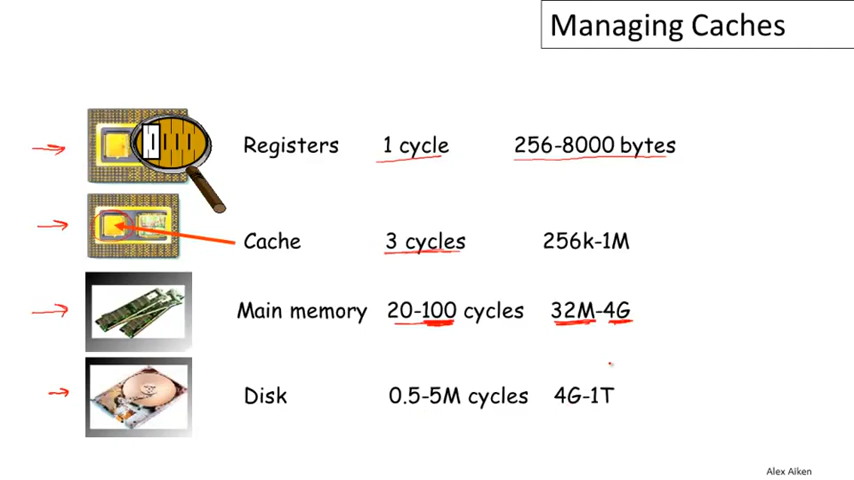 Managing Caches
Registers 1 cycle 256-8000 bytes
Cache 3 cycles 256k-1M
Main memory 20-100 cycles 32M-4G
Disk 0.5-5M cycles 4G-1T
Alex Aiken